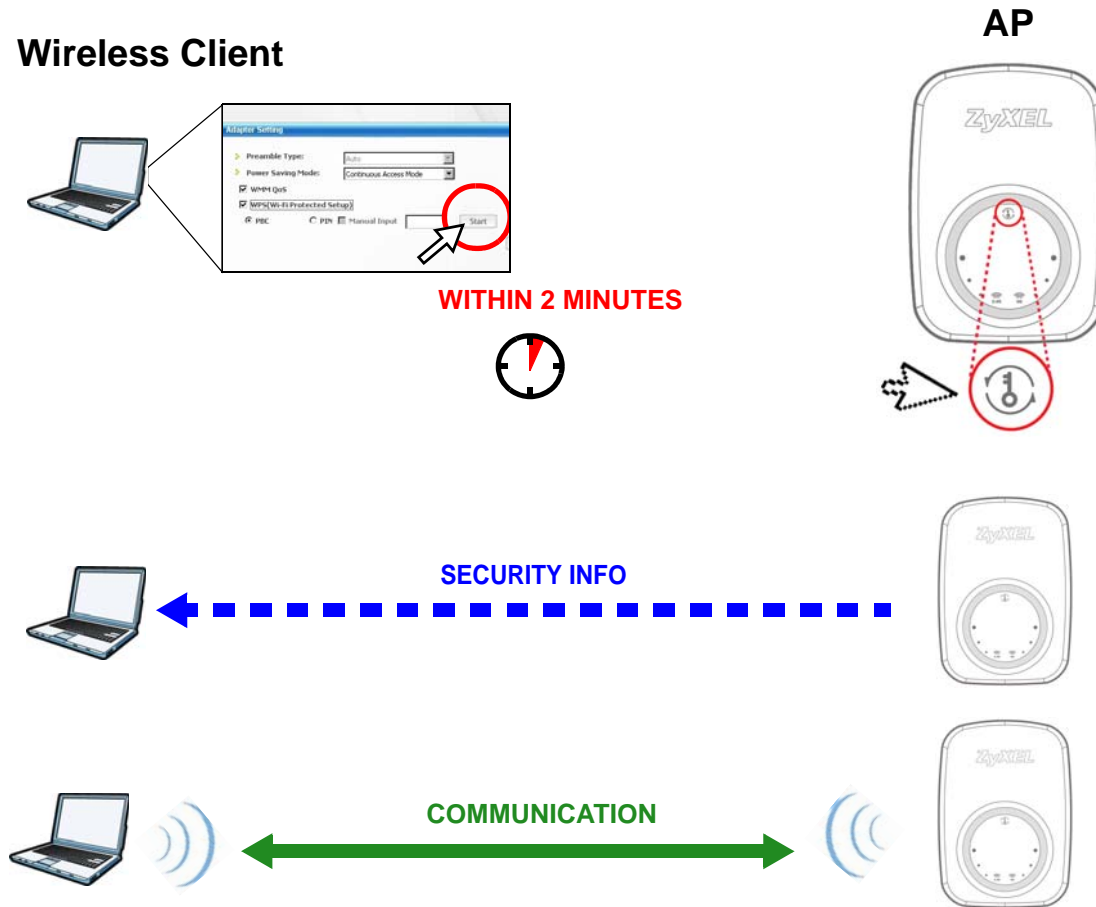 AP
Wireless Client
ZyXEL
Adapter Setting
Preamble Type: Auto
Power Saving Mode: Continuous Access Mode
WMM QoS
WPS(Wi-Fi Protected Setup)
PBC PIN Manual Input Start
WITHIN 2 MINUTES
ZyXEL
SECURITY INFO
ZyXEL
COMMUNICATION